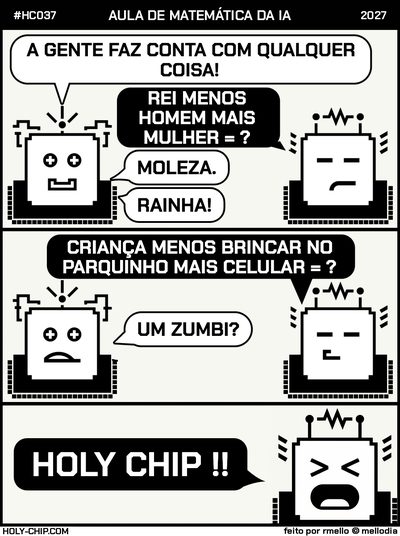 #HC037
AULA DE MATEMÁTICA DA IA
2027
A GENTE FAZ CONTA COM QUALQUER
COISA!
REI MENOS
HOMEM MAIS
MULHER = ?
MOLEZA.
RAINHA!
CRIANÇA MENOS BRINCAR NO
PARQUINHO MAIS CELULAR = ?
UM ZUMBI?
HOLY CHIP !!
HOLY-CHIP.COM
feito por rmello © mellodia